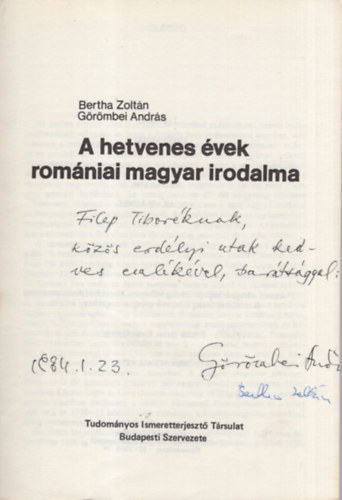 Bertha Zoltán
Görömbei András
A hetvenes évek
romániai magyar irodalma
Filep Tiboréknak,
közös erdélyi utak ked-
ves emlékével, barátsággal:
1984.I.23.
Görömbei András
Bertha Zoltán
Tudományos Ismeretterjesztő Társulat
Budapesti Szervezete